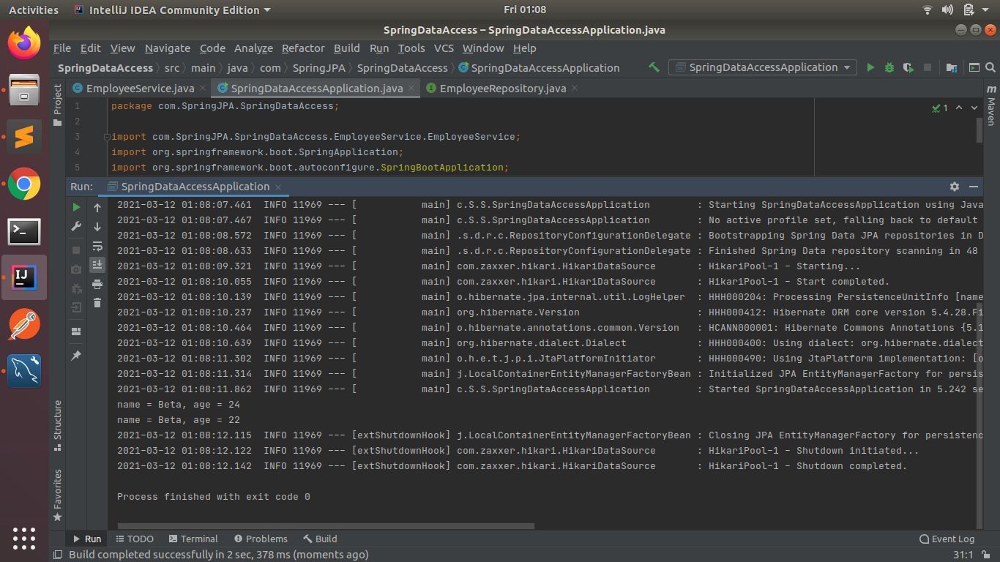 Activities IntelliJ IDEA Community Edition Fri 01:08
SpringDataAccess – SpringDataAccessApplication.java
File Edit View Navigate Code Analyze Refactor Build Run Tools VCS Window Help
SpringDataAccess src main java com SpringJPA SpringDataAccess SpringDataAccessApplication SpringDataAccessApplication
EmployeeService.java SpringDataAccessApplication.java EmployeeRepository.java
Project
Maven
1 package com.SpringJPA.SpringDataAccess; 1
2
3 import com.SpringJPA.SpringDataAccess.EmployeeService.EmployeeService;
4 import org.springframework.boot.SpringApplication;
5 import org.springframework.boot.autoconfigure.SpringBootApplication;
Run: SpringDataAccessApplication
2021-03-12 01:08:07.461  INFO 11969 --- [           main] c.S.S.SpringDataAccessApplication        : Starting SpringDataAccessApplication using Java
2021-03-12 01:08:07.467  INFO 11969 --- [           main] c.S.S.SpringDataAccessApplication        : No active profile set, falling back to default
2021-03-12 01:08:08.572  INFO 11969 --- [           main] .s.d.r.c.RepositoryConfigurationDelegate : Bootstrapping Spring Data JPA repositories in D
2021-03-12 01:08:08.633  INFO 11969 --- [           main] .s.d.r.c.RepositoryConfigurationDelegate : Finished Spring Data repository scanning in 48
2021-03-12 01:08:09.321  INFO 11969 --- [           main] com.zaxxer.hikari.HikariDataSource       : HikariPool-1 - Starting...
2021-03-12 01:08:10.055  INFO 11969 --- [           main] com.zaxxer.hikari.HikariDataSource       : HikariPool-1 - Start completed.
2021-03-12 01:08:10.139  INFO 11969 --- [           main] o.hibernate.jpa.internal.util.LogHelper  : HHH000204: Processing PersistenceUnitInfo [name
2021-03-12 01:08:10.237  INFO 11969 --- [           main] org.hibernate.Version                    : HHH000412: Hibernate ORM core version 5.4.28.Fi
2021-03-12 01:08:10.464  INFO 11969 --- [           main] o.hibernate.annotations.common.Version   : HCANN000001: Hibernate Commons Annotations {5.1
2021-03-12 01:08:10.639  INFO 11969 --- [           main] org.hibernate.dialect.Dialect            : HHH000400: Using dialect: org.hibernate.dialect
2021-03-12 01:08:11.302  INFO 11969 --- [           main] o.h.e.t.j.p.i.JtaPlatformInitiator       : HHH000490: Using JtaPlatform implementation: [o
2021-03-12 01:08:11.314  INFO 11969 --- [           main] j.LocalContainerEntityManagerFactoryBean : Initialized JPA EntityManagerFactory for persis
2021-03-12 01:08:11.862  INFO 11969 --- [           main] c.S.S.SpringDataAccessApplication        : Started SpringDataAccessApplication in 5.242 se
name = Beta, age = 24
name = Beta, age = 22
2021-03-12 01:08:12.115  INFO 11969 --- [extShutdownHook] j.LocalContainerEntityManagerFactoryBean : Closing JPA EntityManagerFactory for persistenc
2021-03-12 01:08:12.122  INFO 11969 --- [extShutdownHook] com.zaxxer.hikari.HikariDataSource       : HikariPool-1 - Shutdown initiated...
2021-03-12 01:08:12.142  INFO 11969 --- [extShutdownHook] com.zaxxer.hikari.HikariDataSource       : HikariPool-1 - Shutdown completed.
Process finished with exit code 0
Structure
Favorites
Run TODO Terminal Problems Build Event Log
Build completed successfully in 2 sec, 378 ms (moments ago) 31:1